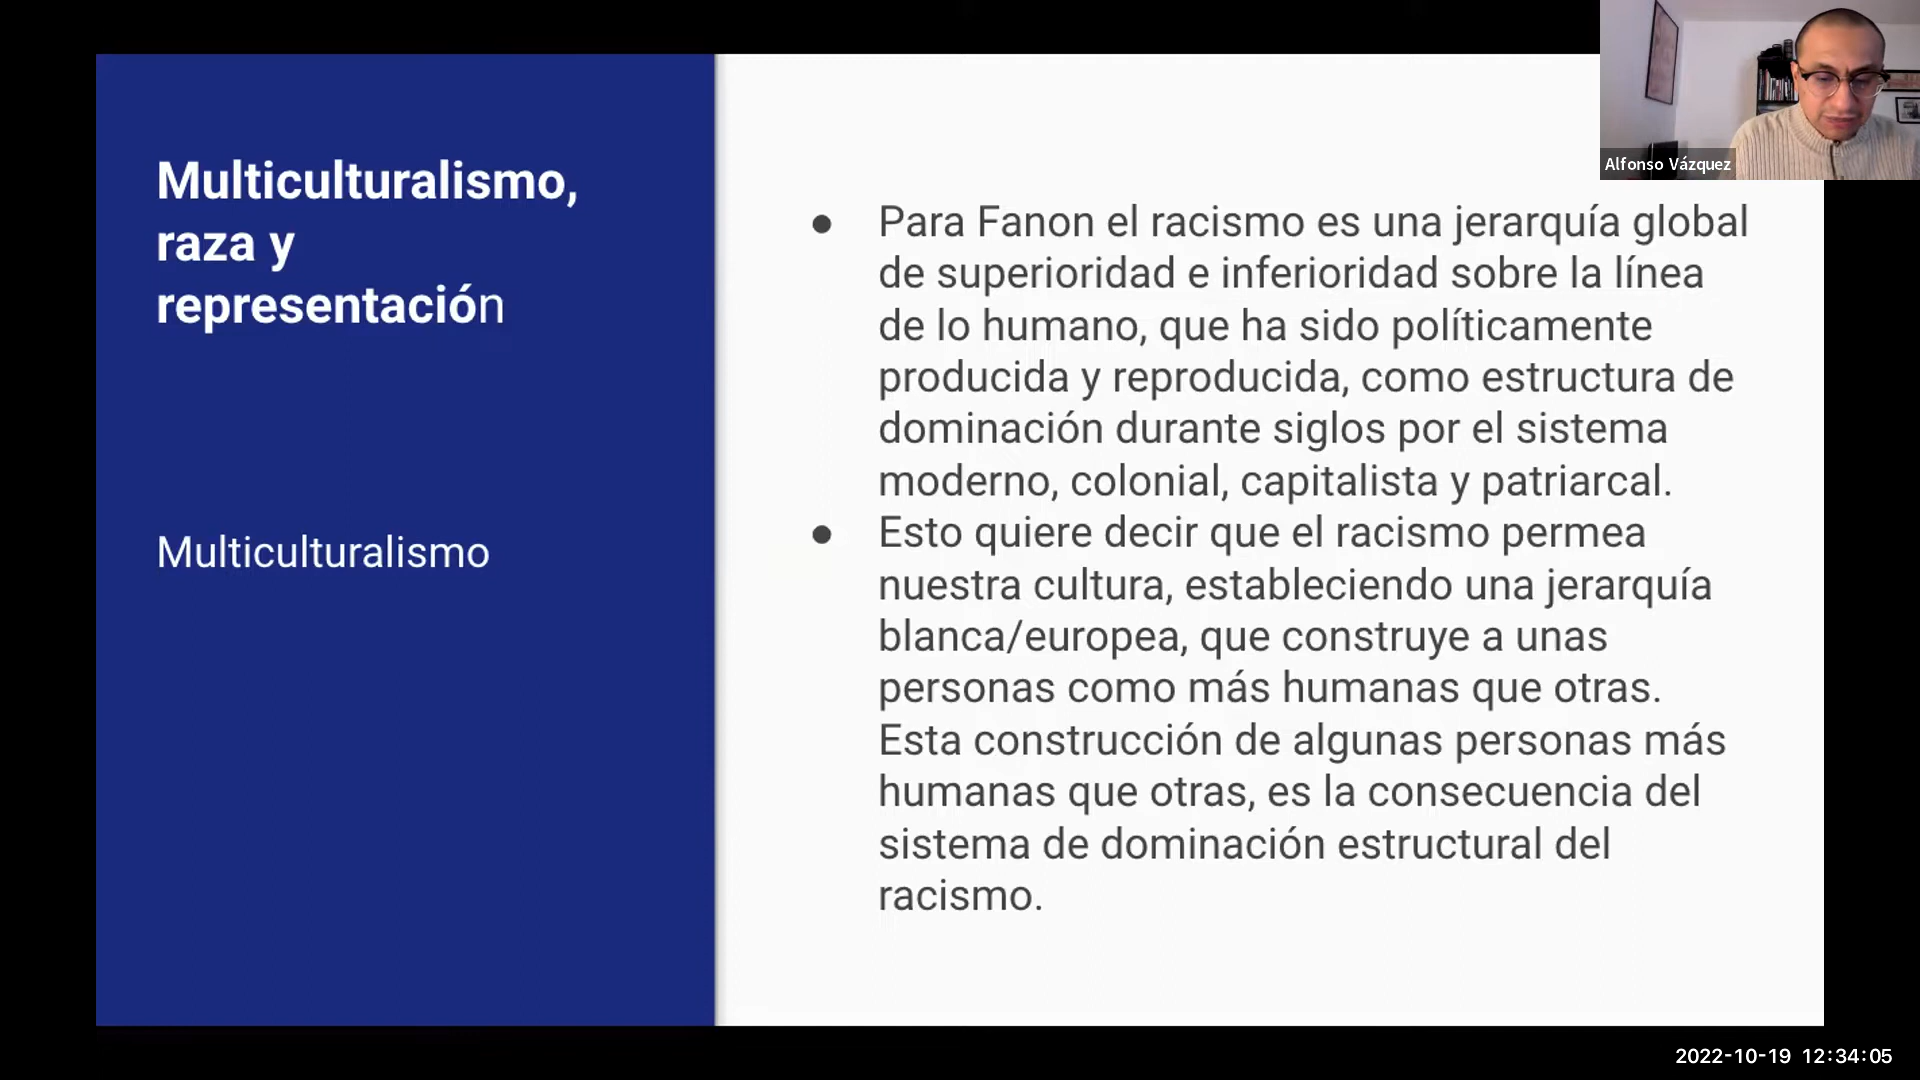 Multiculturalismo,
raza y
representación
Multiculturalismo
● Para Fanon el racismo es una jerarquía global
de superioridad e inferioridad sobre la línea
de lo humano, que ha sido políticamente
producida y reproducida, como estructura de
dominación durante siglos por el sistema
moderno, colonial, capitalista y patriarcal.
● Esto quiere decir que el racismo permea
nuestra cultura, estableciendo una jerarquía
blanca/europea, que construye a unas
personas como más humanas que otras.
Esta construcción de algunas personas más
humanas que otras, es la consecuencia del
sistema de dominación estructural del
racismo.
Alfonso Vázquez
2022-10-19 12:34:05